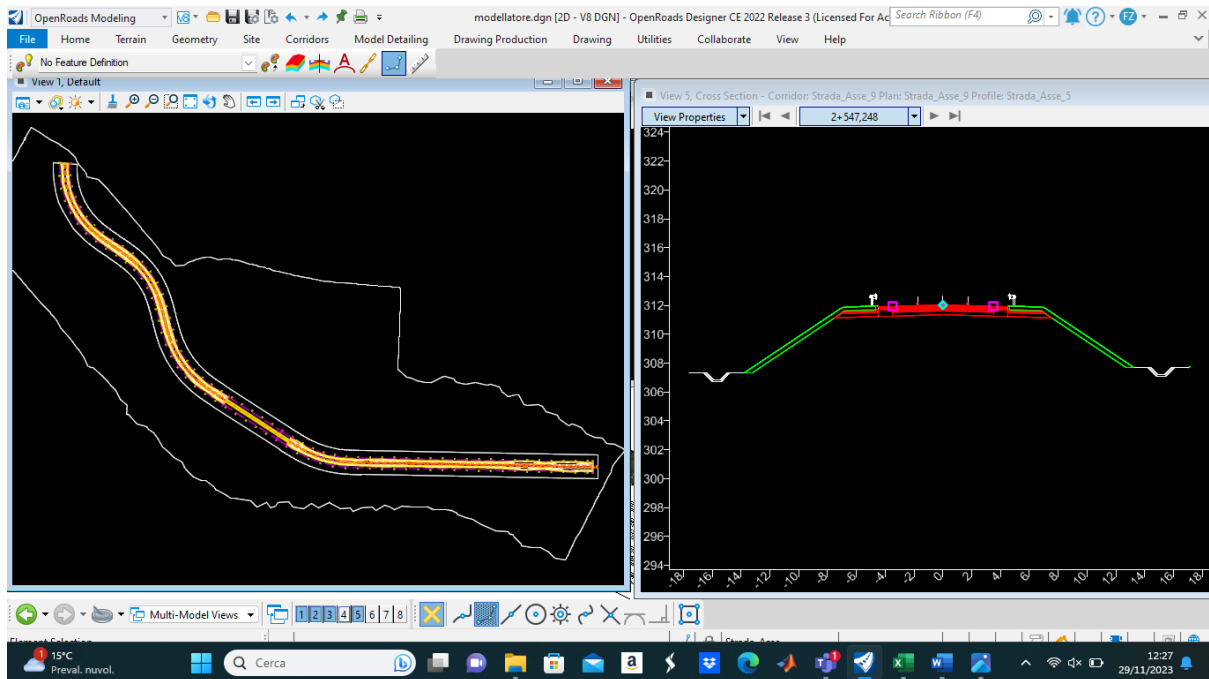 OpenRoads Modeling
modellatore.dgn [2D - V8 DGN] - OpenRoads Designer CE 2022 Release 3 (Licensed For Ac
Search Ribbon (F4)
FZ
File Home Terrain Geometry Site Corridors Model Detailing Drawing Production Drawing Utilities Collaborate View Help
No Feature Definition
View 1, Default
View 5, Cross Section - Corridor: Strada_Asse_9 Plan: Strada_Asse_9 Profile: Strada_Asse_5
View Properties 2+547,248
324
322
320
318
316
314
312
310
308
306
304
302
300
298
296
294
-18 -16 -14 -12 -10 -8 -6 -4 -2 0 2 4 6 8 10 12 14 16 18
Multi-Model Views 1 2 3 4 5 6 7 8
Element Selection
Strada_Asse
1
15°C
Preval. nuvol.
Cerca
12:27
29/11/2023